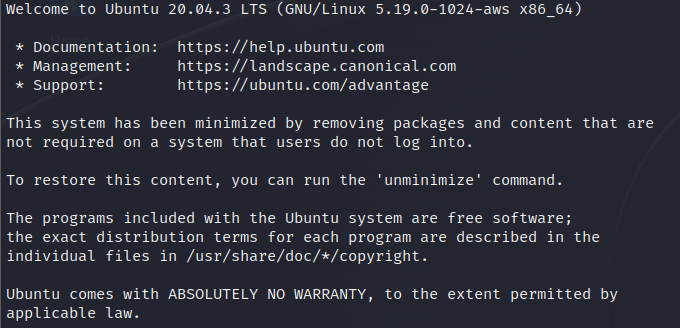 Welcome to Ubuntu 20.04.3 LTS (GNU/Linux 5.19.0-1024-aws x86_64)
* Documentation:  https://help.ubuntu.com
* Management:     https://landscape.canonical.com
* Support:        https://ubuntu.com/advantage
This system has been minimized by removing packages and content that are
not required on a system that users do not log into.
To restore this content, you can run the 'unminimize' command.
The programs included with the Ubuntu system are free software;
the exact distribution terms for each program are described in the
individual files in /usr/share/doc/*/copyright.
Ubuntu comes with ABSOLUTELY NO WARRANTY, to the extent permitted by
applicable law.